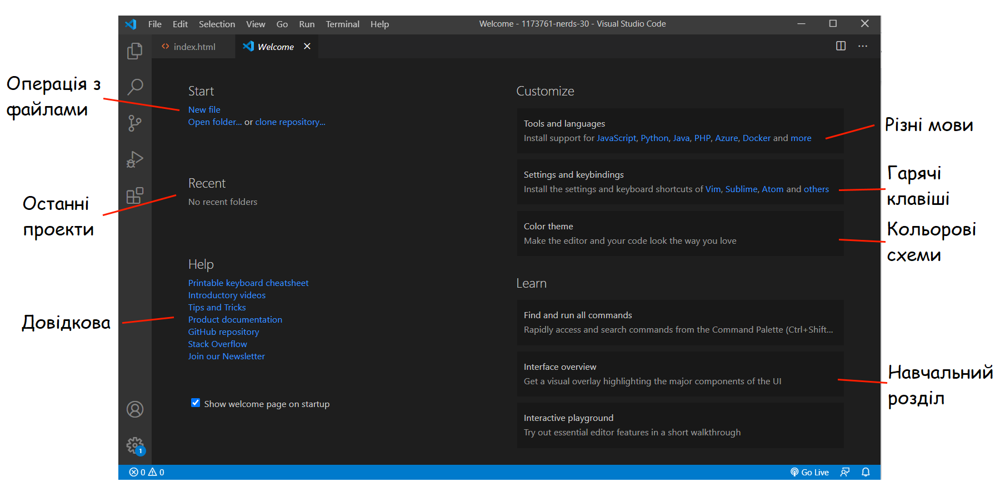 File Edit Selection View Go Run Terminal Help
Welcome - 1173761-nerds-30 - Visual Studio Code
index.html
Welcome
Операція з
файлами
Start
New file
Open folder... or clone repository...
Останні
проекти
Recent
No recent folders
Довідкова
Help
Printable keyboard cheatsheet
Introductory videos
Tips and Tricks
Product documentation
GitHub repository
Stack Overflow
Join our Newsletter
Show welcome page on startup
Customize
Tools and languages
Install support for JavaScript, Python, Java, PHP, Azure, Docker and more
Різні мови
Settings and keybindings
Install the settings and keyboard shortcuts of Vim, Sublime, Atom and others
Гарячі
клавіші
Color theme
Make the editor and your code look the way you love
Кольорові
схеми
Learn
Find and run all commands
Rapidly access and search commands from the Command Palette (Ctrl+Shift...
Interface overview
Get a visual overlay highlighting the major components of the UI
Навчальний
розділ
Interactive playground
Try out essential editor features in a short walkthrough
1
0 0
Go Live